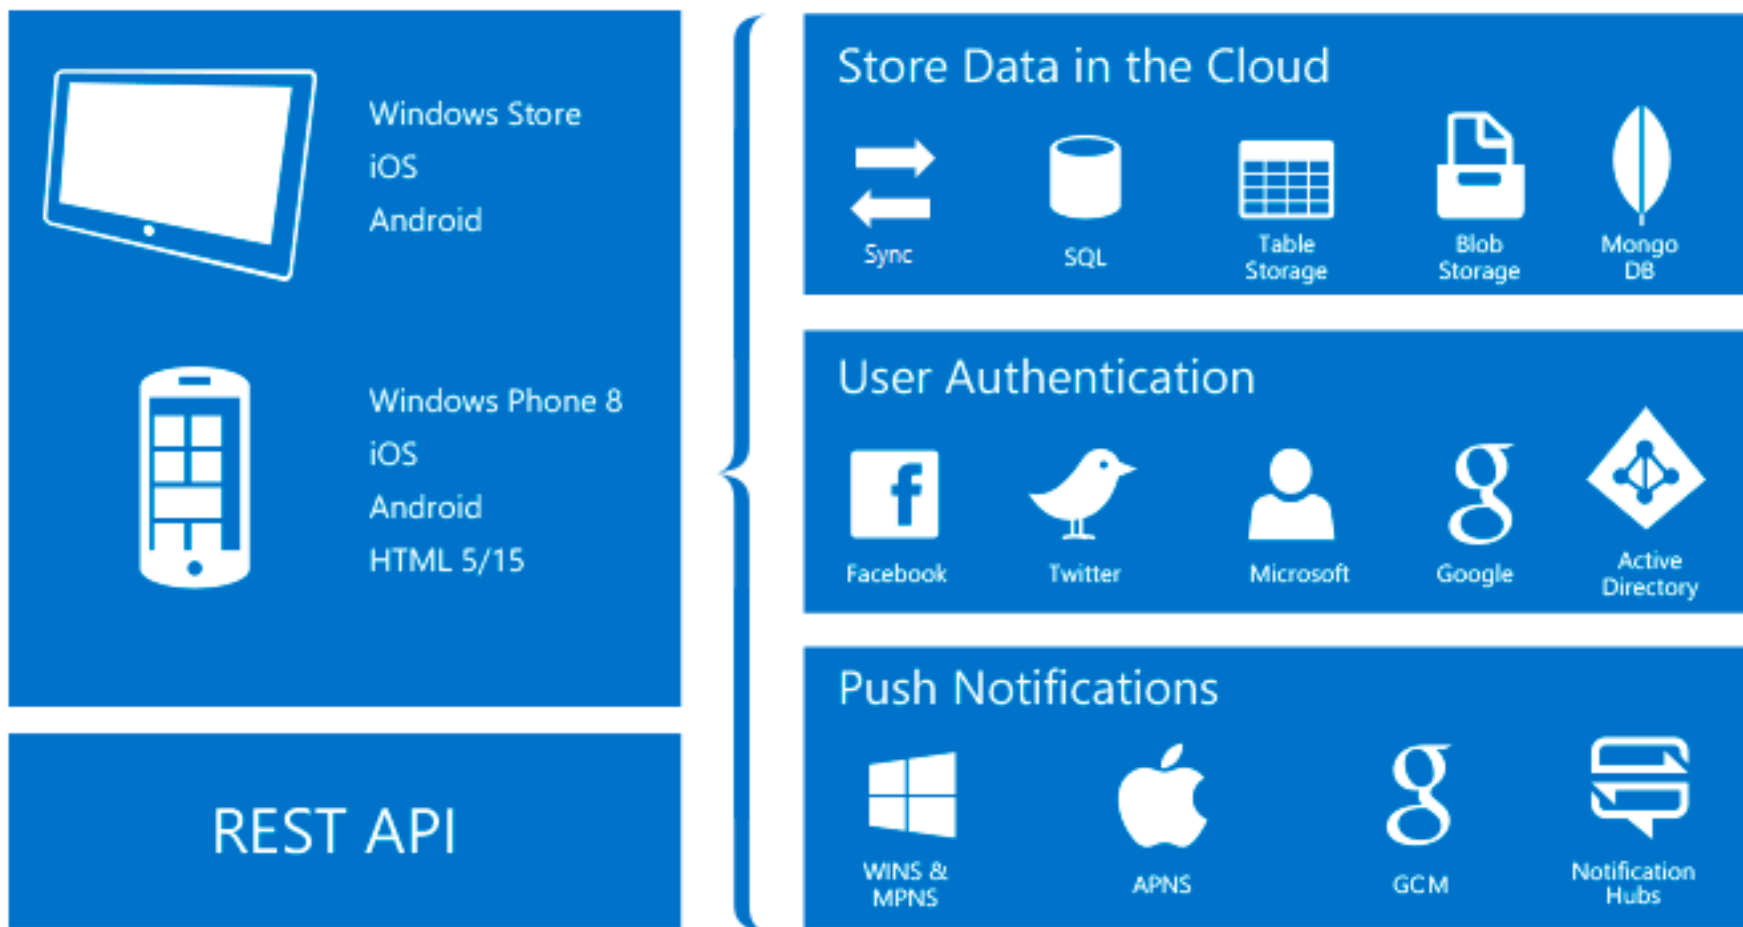 Windows Store
iOS
Android
Windows Phone 8
iOS
Android
HTML 5/15
REST API
Store Data in the Cloud
Sync
SQL
Table
Storage
Blob
Storage
Mongo
DB
User Authentication
Facebook
Twitter
Microsoft
Google
Active
Directory
Push Notifications
WINS &
MPNS
APNS
GCM
Notification
Hubs